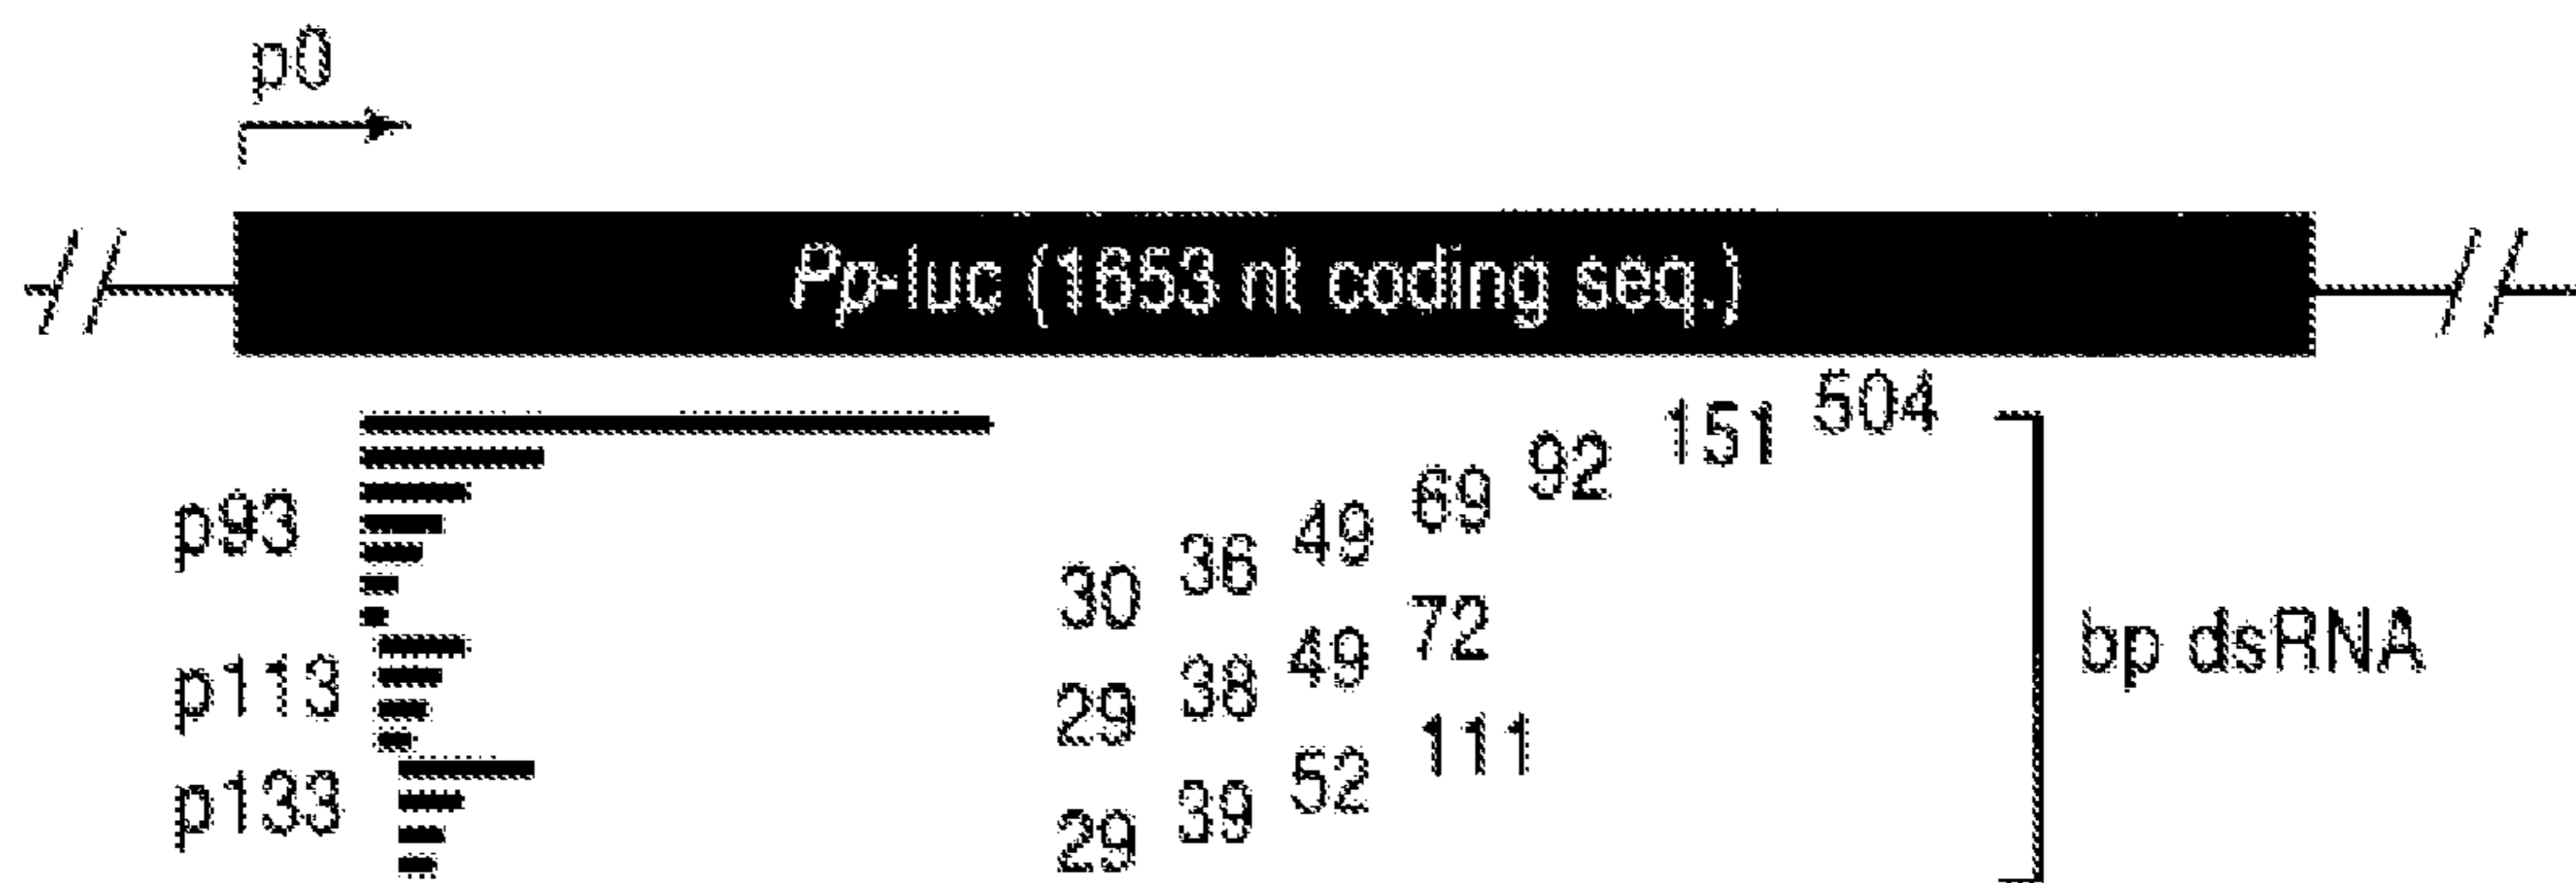 p0
Pp-luc (1653 nt coding seq.)
504
151
92
69
p93
49
36
30
72
bp dsRNA
49
p113
38
29
111
52
p133
39
29